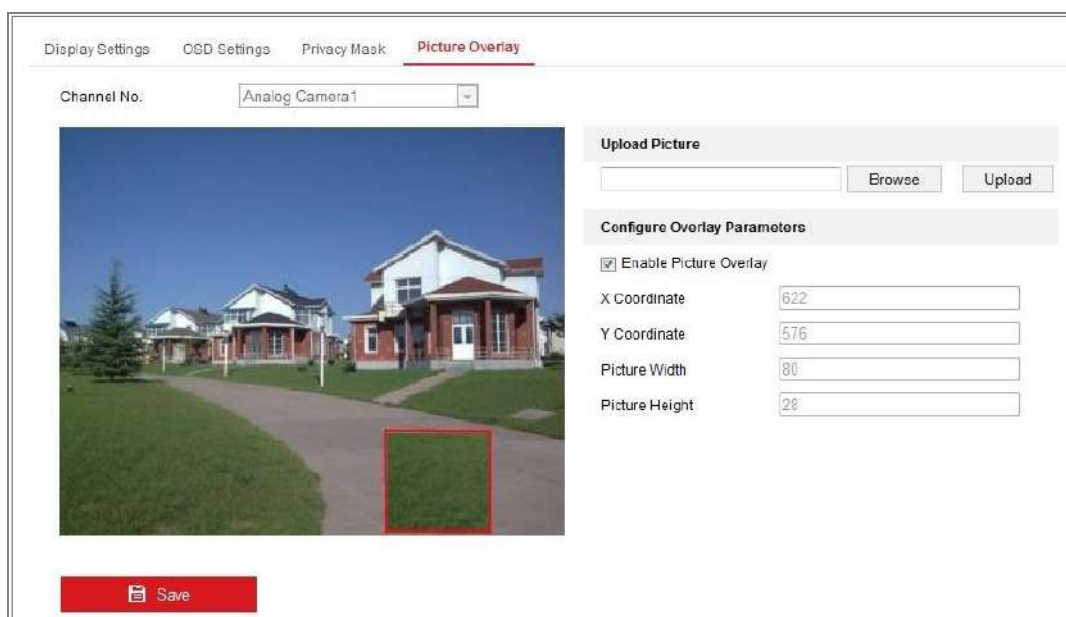 Display Settings OSD Settings Privacy Mask Picture Overlay
Channel No. Analog Camera1
Upload Picture
Browse Upload
Configure Overlay Parameters
Enable Picture Overlay
X Coordinate 622
Y Coordinate 576
Picture Width 80
Picture Height 28
Save